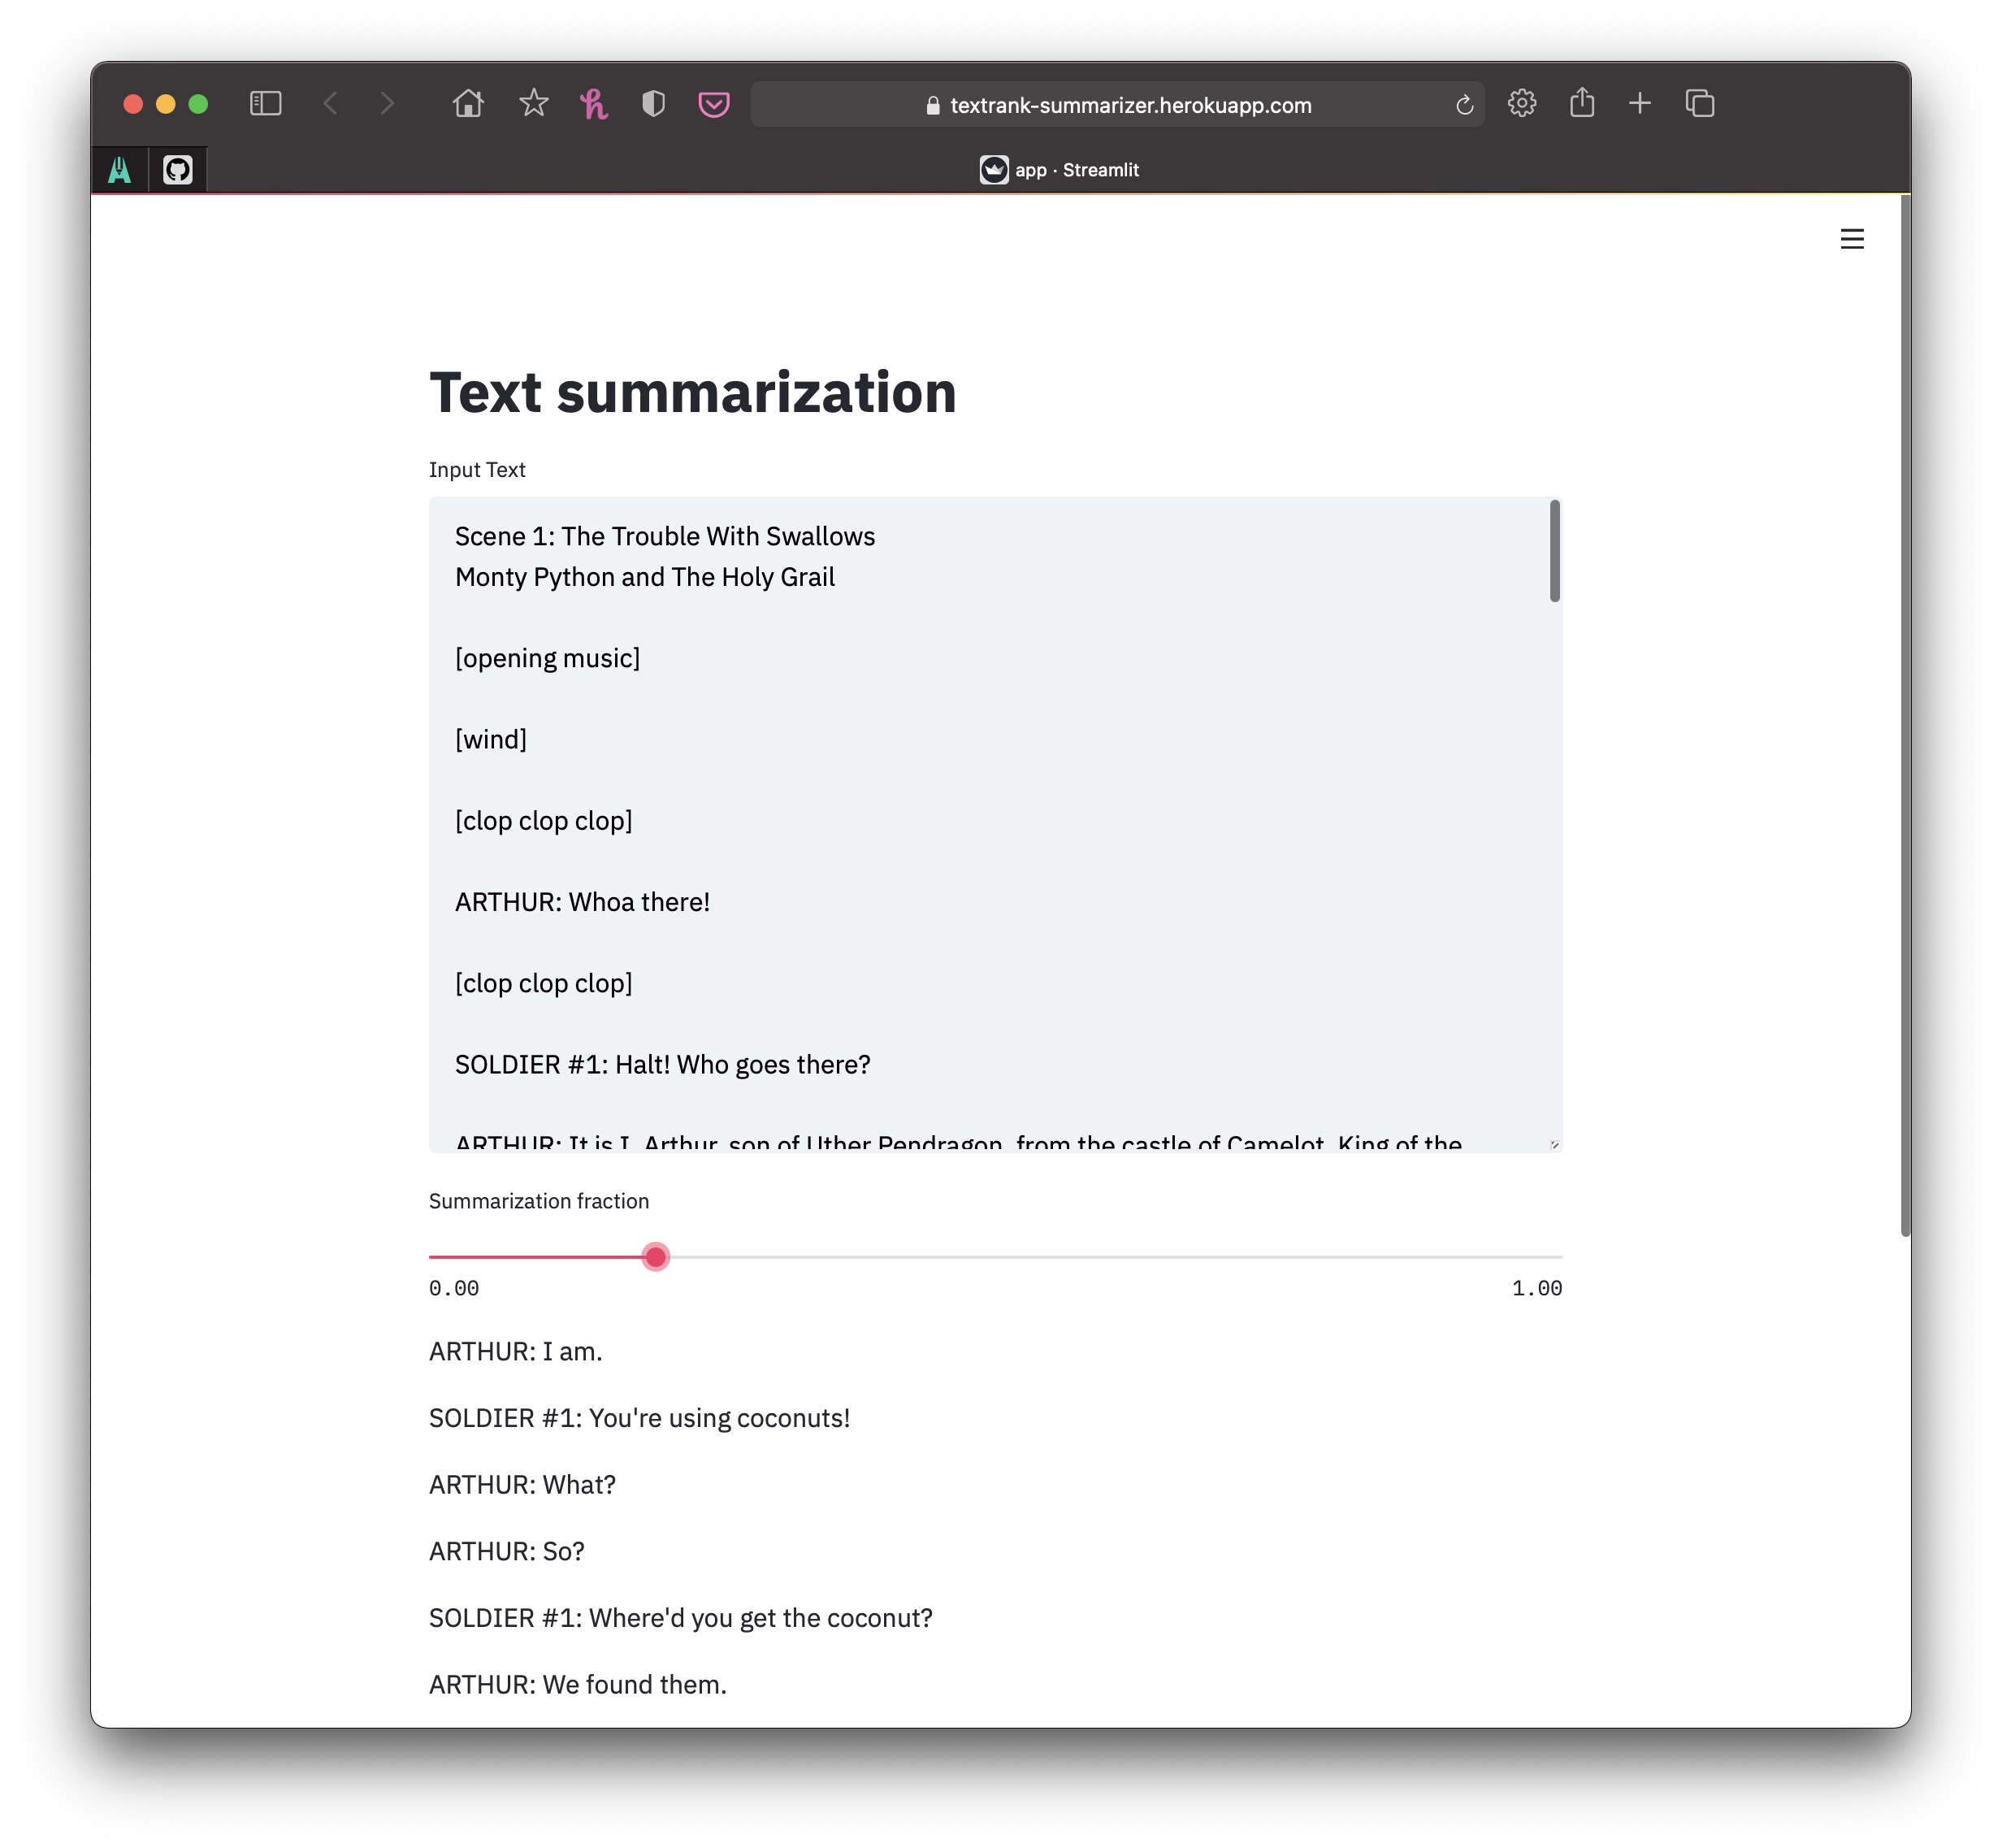 textrank-summarizer.herokuapp.com
app · Streamlit
Text summarization
Input Text
Scene 1: The Trouble With Swallows
Monty Python and The Holy Grail
[opening music]
[wind]
[clop clop clop]
ARTHUR: Whoa there!
[clop clop clop]
SOLDIER #1: Halt! Who goes there?
ARTHUR: It is I, Arthur, son of Uther Pendragon, from the castle of Camelot. King of the
Summarization fraction
0.00 1.00
ARTHUR: I am.
SOLDIER #1: You're using coconuts!
ARTHUR: What?
ARTHUR: So?
SOLDIER #1: Where'd you get the coconut?
ARTHUR: We found them.